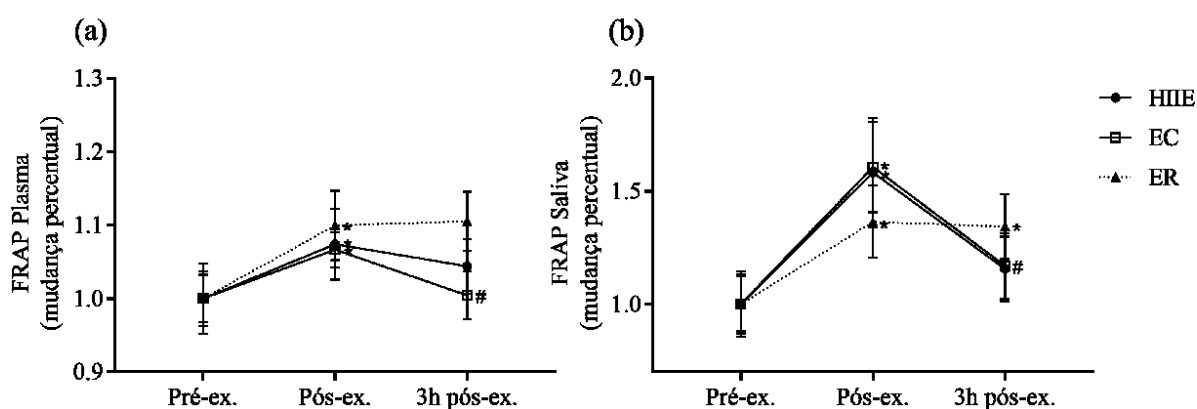 (a)
FRAP Plasma
(mudança percentual)
1.3
1.2
1.1
1.0
0.9
*
*
*
#
Pré-ex.
Pós-ex.
3h pós-ex.
(b)
FRAP Saliva
(mudança percentual)
2.0
1.5
1.0
*
*
*
*
#
Pré-ex.
Pós-ex.
3h pós-ex.
HIIE
EC
ER